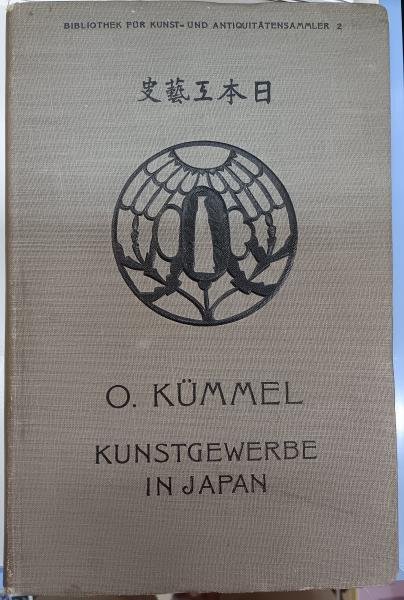 BIBLIOTHEK FÜR KUNST- UND ANTIQUITÄTENSAMMLER 2
日本工藝史
O. KÜMMEL
KUNSTGEWERBE
IN JAPAN